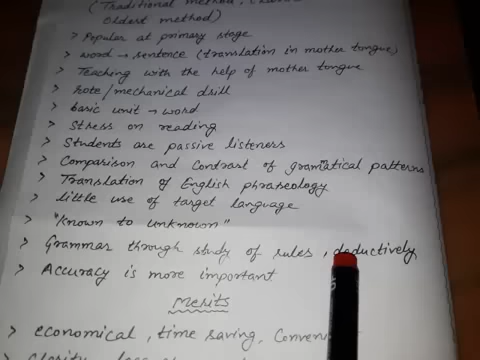 (Traditional method,
Oldest method)
> Popular at primary stage
> word → sentence (translation in mother tongue)
> Teaching with the help of mother tongue
> Rote/mechanical drill
> basic unit → word
> Stress on reading
> Students are passive listeners
> Comparison and Contrast of gramatical patterns
> Translation of English phraseology
> little use of target language
> "Known to unknown"
> Grammar through study of rules, deductively
> Accuracy is more important
Merits
> economical, time saving,